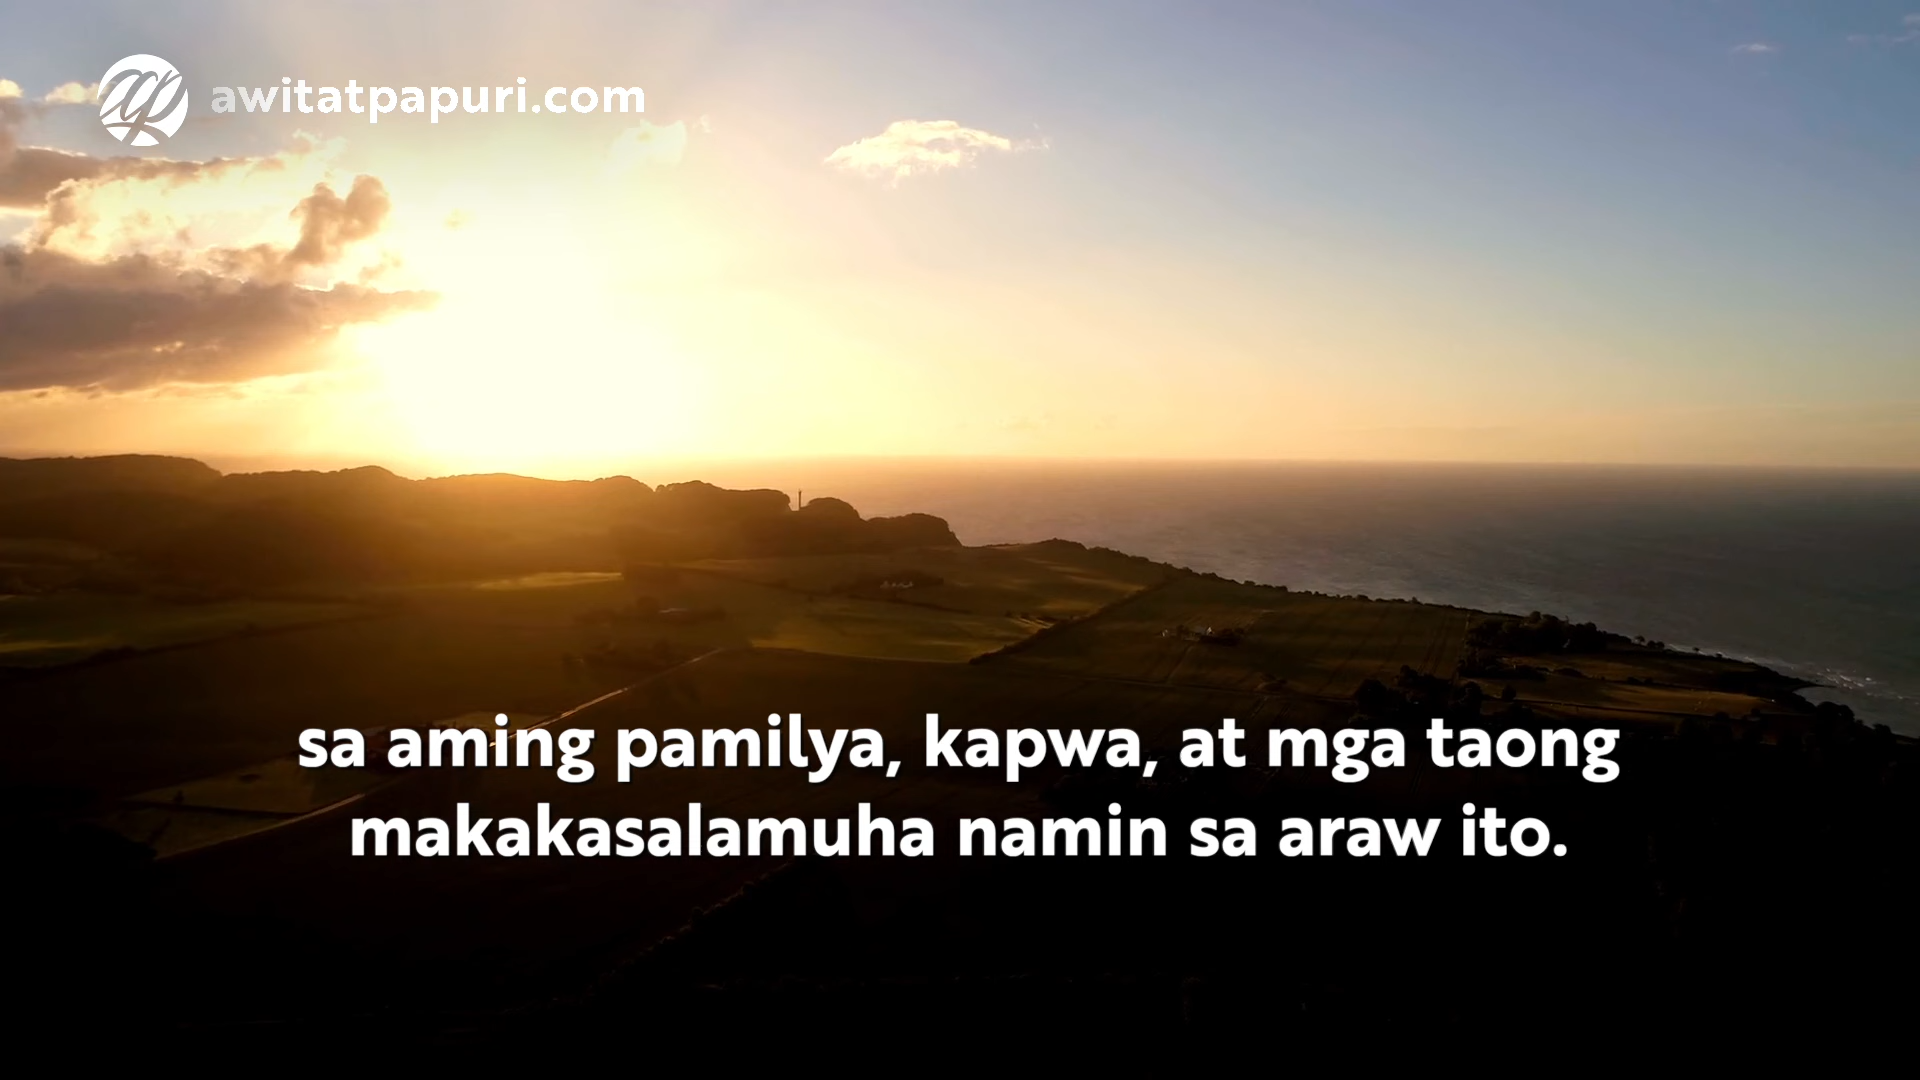 awitatpapuri.com
sa aming pamilya, kapwa, at mga taong
makakasalamuha namin sa araw ito.